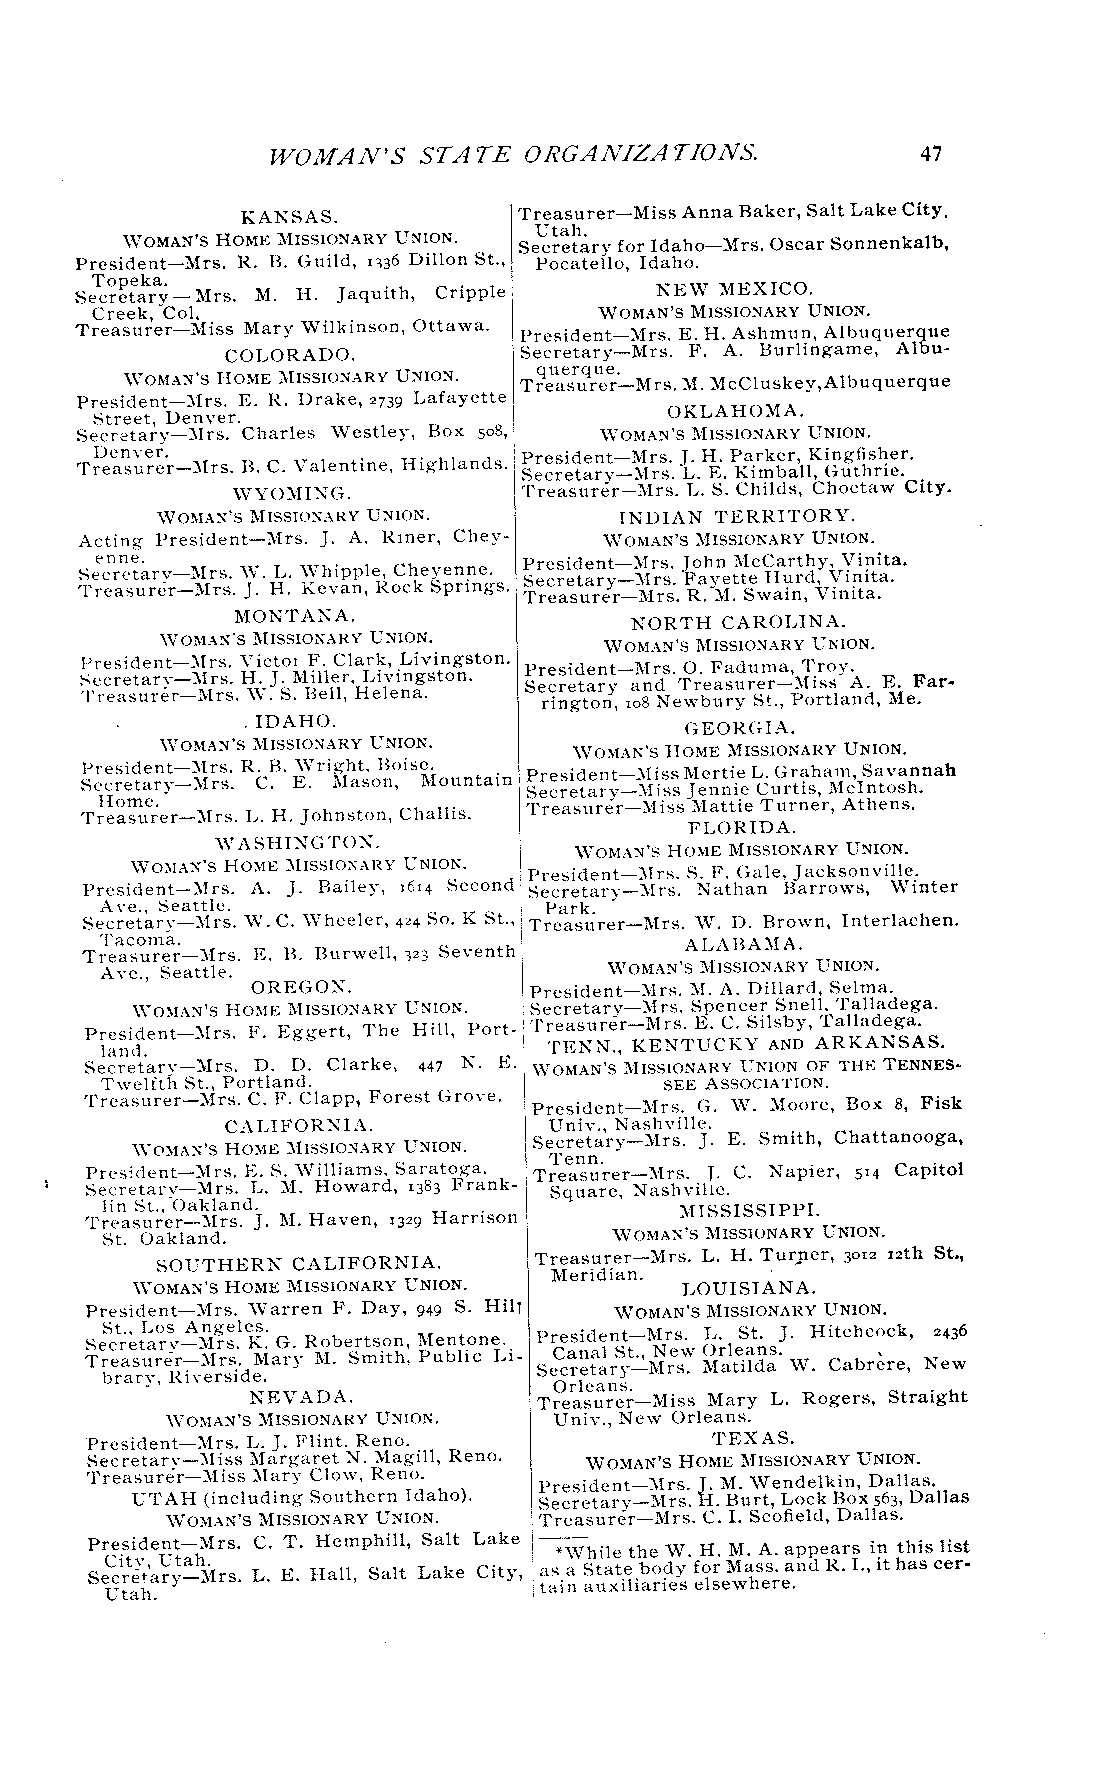 WOMAN'S STATE ORGANIZATIONS. 47
KANSAS.
WOMAN'S HOME MISSIONARY UNION.
President—Mrs. R. B. Guild, 1336 Dillon St.,
Topeka.
Secretary—Mrs. M. H. Jaquith, Cripple
Creek, Col.
Treasurer—Miss Mary Wilkinson, Ottawa.
COLORADO.
WOMAN'S HOME MISSIONARY UNION.
President—Mrs. E. R. Drake, 2739 Lafayette
Street, Denver.
Secretary—Mrs. Charles Westley, Box 508,
Denver.
Treasurer—Mrs. B. C. Valentine, Highlands.
WYOMING.
WOMAN'S MISSIONARY UNION.
Acting President—Mrs. J. A. Riner, Chey-
enne.
Secretary—Mrs. W. L. Whipple, Cheyenne.
Treasurer—Mrs. J. H. Kevan, Rock Springs.
MONTANA.
WOMAN'S MISSIONARY UNION.
President—Mrs. Victor F. Clark, Livingston.
Secretary—Mrs. H. J. Miller, Livingston.
Treasurer—Mrs. W. S. Bell, Helena.
IDAHO.
WOMAN'S MISSIONARY UNION.
President—Mrs. R. B. Wright, Boise.
Secretary—Mrs. C. E. Mason, Mountain
Home.
Treasurer—Mrs. L. H. Johnston, Challis.
WASHINGTON.
WOMAN'S HOME MISSIONARY UNION.
President—Mrs. A. J. Bailey, 1614 Second
Ave., Seattle.
Secretary—Mrs. W. C. Wheeler, 424 So. K St.,
Tacoma.
Treasurer—Mrs. E. B. Burwell, 323 Seventh
Ave., Seattle.
OREGON.
WOMAN'S HOME MISSIONARY UNION.
President—Mrs. F. Eggert, The Hill, Port-
land.
Secretary—Mrs. D. D. Clarke, 447 N. E.
Twelfth St., Portland.
Treasurer—Mrs. C. F. Clapp, Forest Grove.
CALIFORNIA.
WOMAN'S HOME MISSIONARY UNION.
President—Mrs. E. S. Williams, Saratoga.
Secretary—Mrs. L. M. Howard, 1383 Frank-
lin St., Oakland.
Treasurer—Mrs. J. M. Haven, 1329 Harrison
St. Oakland.
SOUTHERN CALIFORNIA.
WOMAN'S HOME MISSIONARY UNION.
President—Mrs. Warren F. Day, 949 S. Hill
St., Los Angeles.
Secretary—Mrs. K. G. Robertson, Mentone.
Treasurer—Mrs. Mary M. Smith, Public Li-
brary, Riverside.
NEVADA.
WOMAN'S MISSIONARY UNION.
President—Mrs. L. J. Flint, Reno.
Secretary—Miss Margaret N. Magill, Reno.
Treasurer—Miss Mary Clow, Reno.
UTAH (including Southern Idaho).
WOMAN'S MISSIONARY UNION.
President—Mrs. C. T. Hemphill, Salt Lake
City, Utah.
Secretary—Mrs. L. E. Hall, Salt Lake City,
Utah.
Treasurer—Miss Anna Baker, Salt Lake City,
Utah.
Secretary for Idaho—Mrs. Oscar Sonnenkalb,
Pocatello, Idaho.
NEW MEXICO.
WOMAN'S MISSIONARY UNION.
President—Mrs. E. H. Ashmun, Albuquerque
Secretary—Mrs. F. A. Burlingame, Albu-
querque.
Treasurer—Mrs. M. McCluskey, Albuquerque
OKLAHOMA.
WOMAN'S MISSIONARY UNION.
President—Mrs. J. H. Parker, Kingfisher.
Secretary—Mrs. L. E. Kimball, Guthrie.
Treasurer—Mrs. L. S. Childs, Choctaw City.
INDIAN TERRITORY.
WOMAN'S MISSIONARY UNION.
President—Mrs. John McCarthy, Vinita.
Secretary—Mrs. Fayette Hurd, Vinita.
Treasurer—Mrs. R. M. Swain, Vinita.
NORTH CAROLINA.
WOMAN'S MISSIONARY UNION.
President—Mrs. O. Faduma, Troy.
Secretary and Treasurer—Miss A. E. Far-
rington, 108 Newbury St., Portland, Me.
GEORGIA.
WOMAN'S HOME MISSIONARY UNION.
President—Miss Mertie L. Graham, Savannah
Secretary—Miss Jennie Curtis, McIntosh.
Treasurer—Miss Mattie Turner, Athens.
FLORIDA.
WOMAN'S HOME MISSIONARY UNION.
President—Mrs. S. F. Gale, Jacksonville.
Secretary—Mrs. Nathan Barrows, Winter
Park.
Treasurer—Mrs. W. D. Brown, Interlachen.
ALABAMA.
WOMAN'S MISSIONARY UNION.
President—Mrs. M. A. Dillard, Selma.
Secretary—Mrs. Spencer Snell, Talladega.
Treasurer—Mrs. E. C. Silsby, Talladega.
TENN., KENTUCKY AND ARKANSAS.
WOMAN'S MISSIONARY UNION OF THE TENNES-
SEE ASSOCIATION.
President—Mrs. G. W. Moore, Box 8, Fisk
Univ., Nashville.
Secretary—Mrs. J. E. Smith, Chattanooga,
Tenn.
Treasurer—Mrs. J. C. Napier, 514 Capitol
Square, Nashville.
MISSISSIPPI.
WOMAN'S MISSIONARY UNION.
Treasurer—Mrs. L. H. Turner, 3012 12th St.,
Meridian.
LOUISIANA.
WOMAN'S MISSIONARY UNION.
President—Mrs. L. St. J. Hitchcock, 2436
Canal St., New Orleans.
Secretary—Mrs. Matilda W. Cabrère, New
Orleans.
Treasurer—Miss Mary L. Rogers, Straight
Univ., New Orleans.
TEXAS.
WOMAN'S HOME MISSIONARY UNION.
President—Mrs. J. M. Wendelkin, Dallas.
Secretary—Mrs. H. Burt, Lock Box 563, Dallas
Treasurer—Mrs. C. I. Scofield, Dallas.
*While the W. H. M. A. appears in this list
as a State body for Mass. and R. I., it has cer-
tain auxiliaries elsewhere.